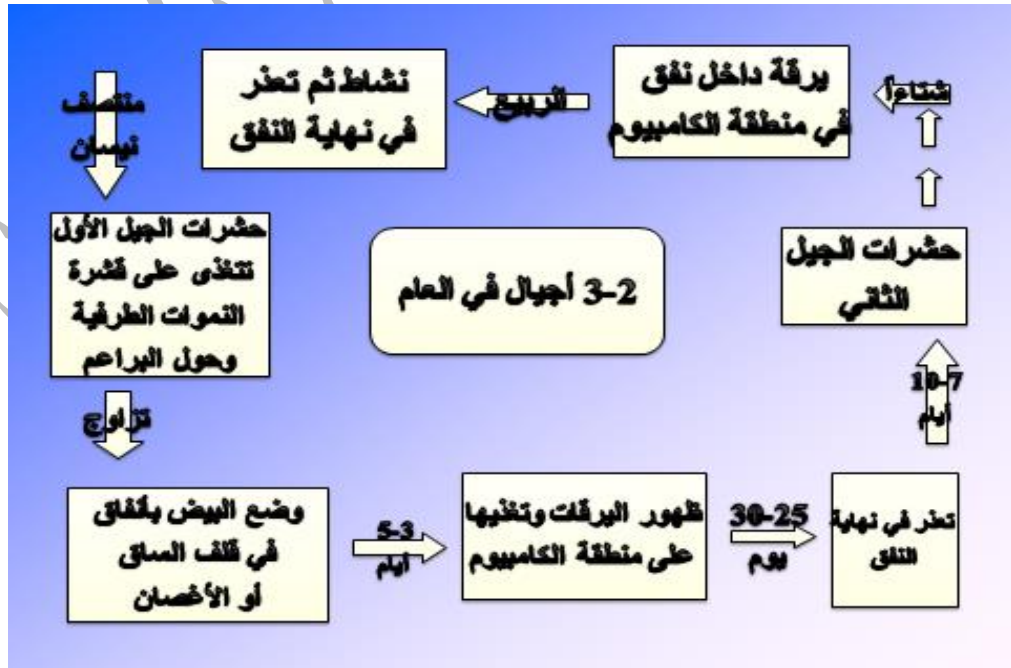 شتاءاً
يرقة داخل نفق
في منطقة الكامبيوم
الربيع
نشاط ثم تعذر
في نهاية النفق
منتصف
نيسان
حشرات الجيل الأول
تتغذى على قشرة
النموات الطرفية
وحول البراعم
تزاوج
وضع البيض بأنفاق
في قلف الساق
أو الأغصان
5-3
أيام
ظهور اليرقات وتغذيها
على منطقة الكامبيوم
30-25
يوم
تعذر في نهاية
النفق
10-7
أيام
حشرات الجيل
الثاني
3-2 أجيال في العام